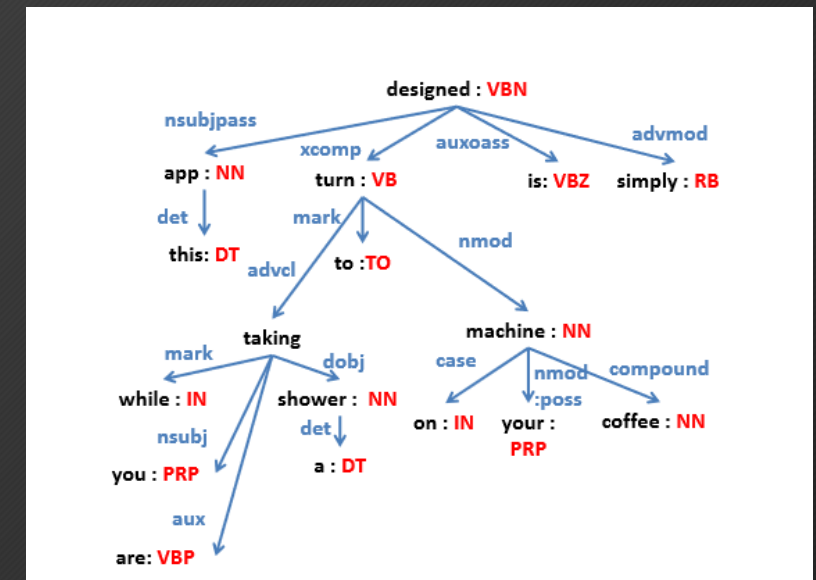 designed : VBN
nsubjpass
xcomp
auxoass
advmod
app : NN
turn : VB
is: VBZ
simply : RB
det
mark
nmod
this: DT
advcl
to :TO
taking
machine : NN
mark
dobj
case
nmod
:poss
compound
while : IN
shower : NN
on : IN
your :
PRP
coffee : NN
nsubj
det
you : PRP
a : DT
aux
are: VBP